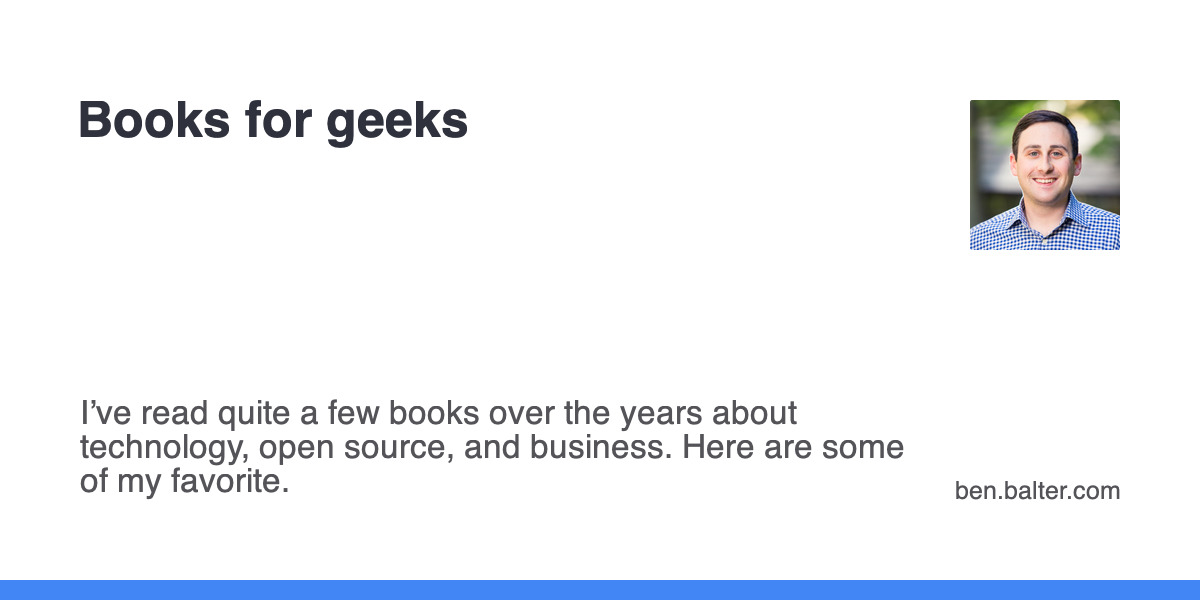 Books for geeks
I’ve read quite a few books over the years about
technology, open source, and business. Here are some
of my favorite.
ben.balter.com